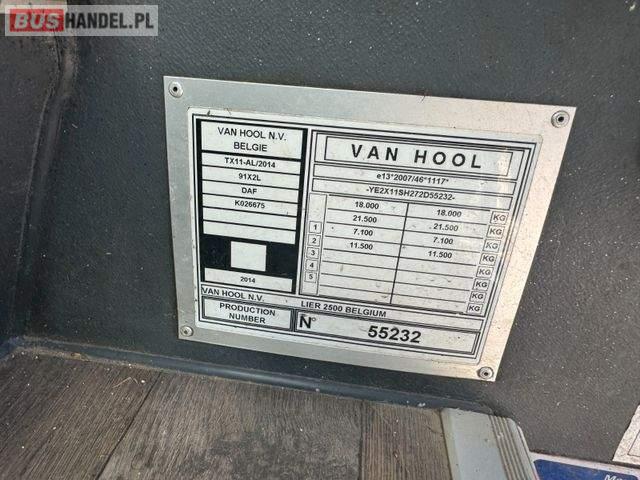 BUSHANDEL.PL
VAN HOOL N.V.
BELGIE
TX11-AL/2014
91X2L
DAF
K026675
2014
VAN HOOL
e13*2007/46*1117*
-YE2X11SH272D55232-
18.000 18.000 KG
21.500 21.500 KG
1 7.100 7.100 KG
2 11.500 11.500 KG
3 KG
4 KG
5 KG
KG
VAN HOOL N.V. LIER 2500 BELGIUM
PRODUCTION
NUMBER
N° 55232